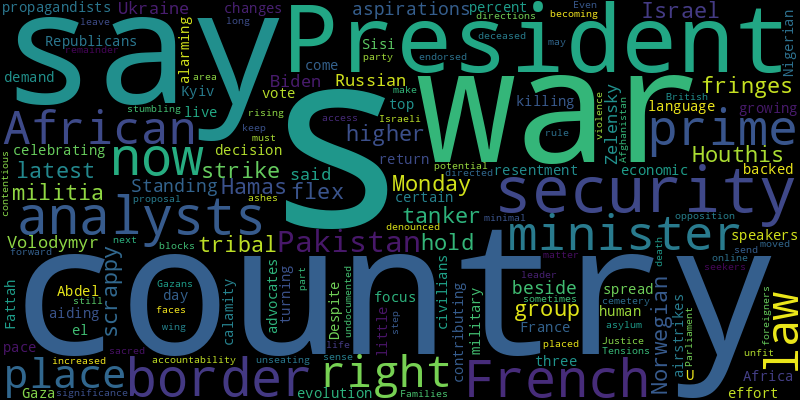 propagandists Ukraine changes aspirations percent Israel
say President
leave long directions becoming Even
Republicans alarming Sisi endorsed deceased may Nigerian
remainder area party come
demand Kyiv Biden Russian war fringes
vote top make British
stumbling live killing language growing
African rising Israeli violence Zelensky Afghanistan prime
s higher access
celebrating now decision keep rule Houthis
contentious latest strike must return potential resentment economic backed
said directed
militia Standing Hamas flex Monday certain security
proposal ashes minimal opposition
analysts tanker minister speakers
denounced
Volodymyr next tribal Pakistan hold send moved
forward blocks matter online
country
scrappy Gazans advocates turning part Despite undocumented civilians leader seekers death
Fattah Abdel still day calamity focus military beside spread
aiding faces little contributing group human cemetery Norwegian airstrikes foreigners
el wing life step sometimes France placed Justice Parliament law
pace increased sense three asylum Tensions U unfit
place sacred accountability unseating right French Africa
border
Gaza significance evolution Families effort